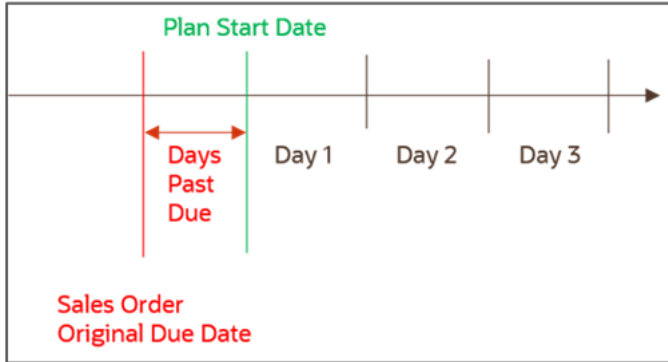 Plan Start Date
Days
Past
Due
Day 1
Day 2
Day 3
Sales Order
Original Due Date